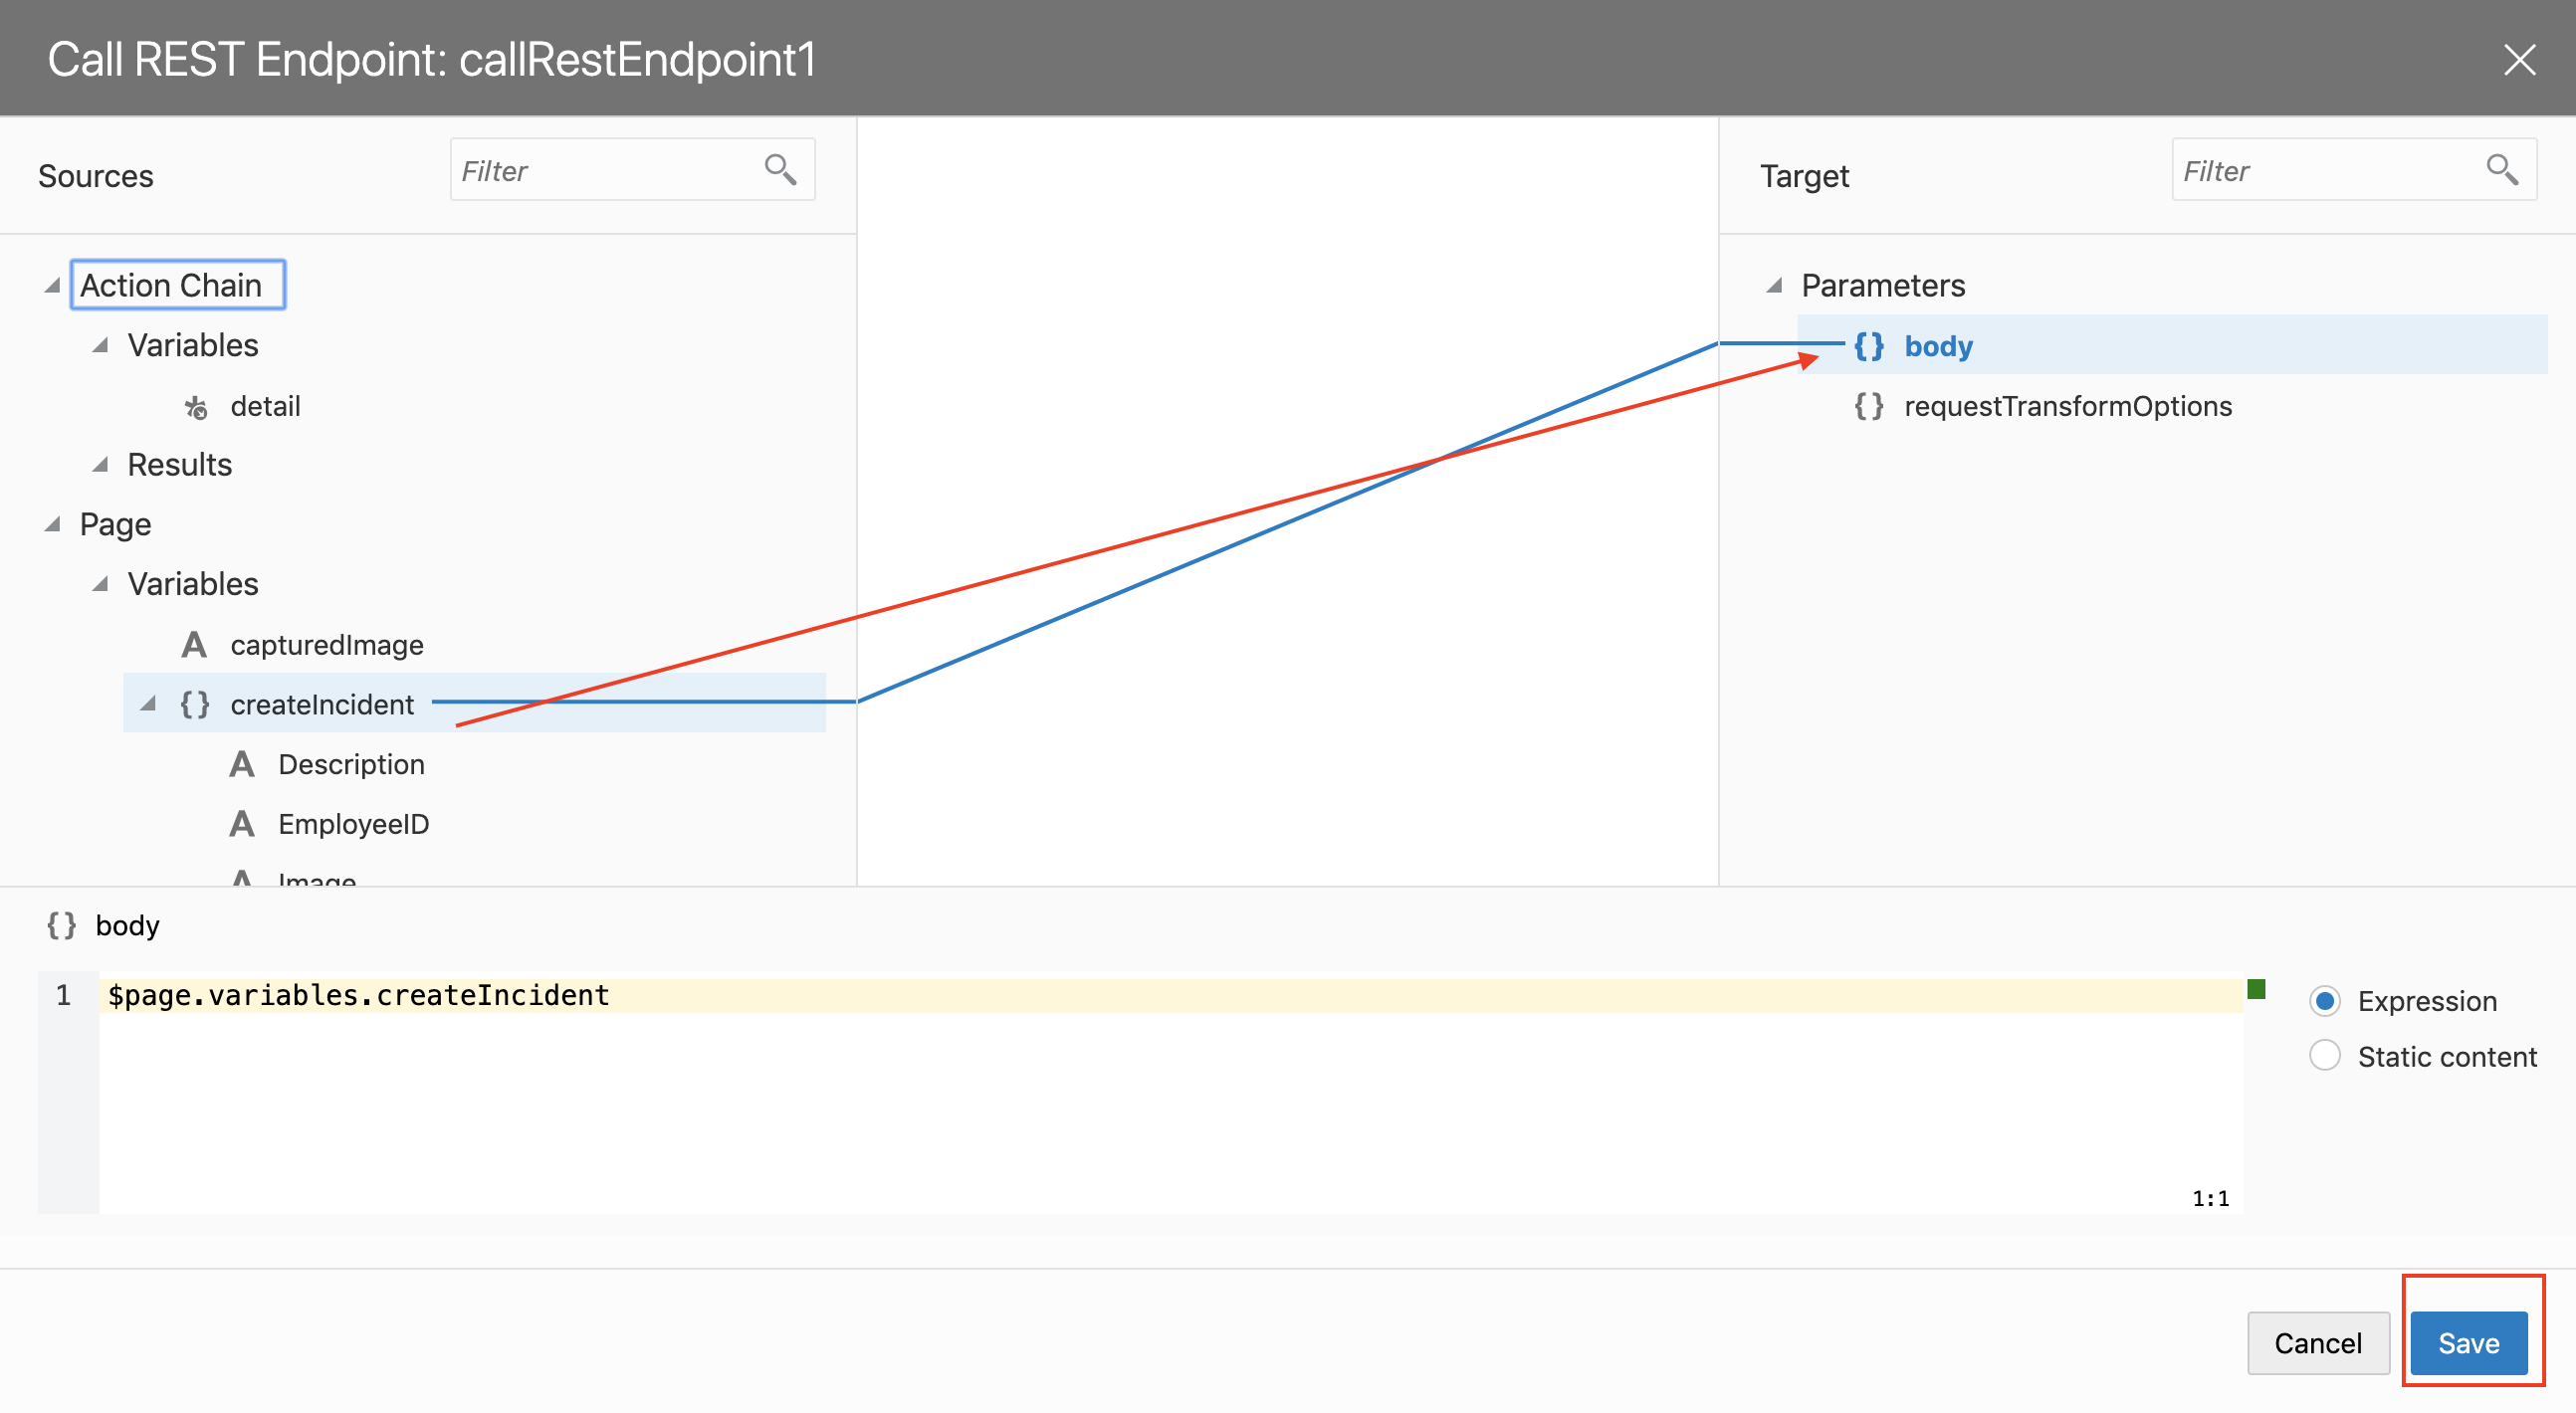 Call REST Endpoint: callRestEndpoint1
Sources
Filter
Target
Filter
Action Chain
Variables
detail
Results
Page
Variables
A capturedImage
{} createIncident
A Description
A EmployeeID
A Image
Parameters
{} body
{} requestTransformOptions
{} body
1 $page.variables.createIncident
1:1
Expression
Static content
Cancel
Save